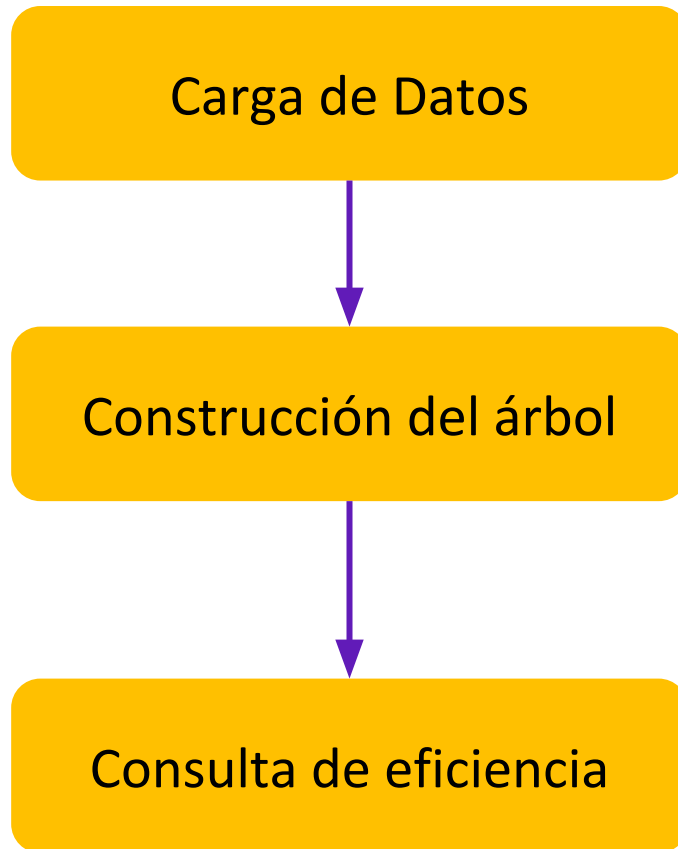 Carga de Datos
Construcción del árbol
Consulta de eficiencia